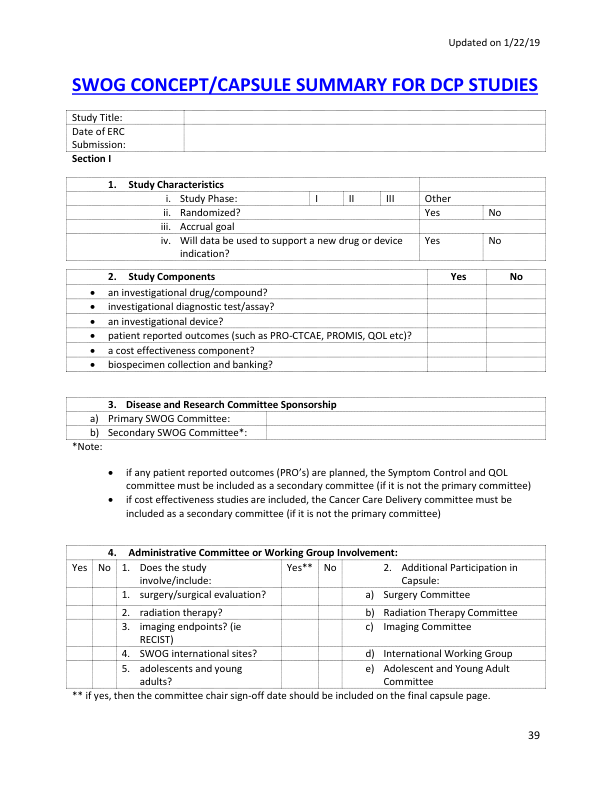 Updated on 1/22/19
SWOG CONCEPT/CAPSULE SUMMARY FOR DCP STUDIES
Study Title:
Date of ERC
Submission:
Section I
1. Study Characteristics
i. Study Phase: I II III Other
ii. Randomized? Yes No
iii. Accrual goal
iv. Will data be used to support a new drug or device Yes No
indication?
2. Study Components Yes No
• an investigational drug/compound?
• investigational diagnostic test/assay?
• an investigational device?
• patient reported outcomes (such as PRO-CTCAE, PROMIS, QOL etc)?
• a cost effectiveness component?
• biospecimen collection and banking?
3. Disease and Research Committee Sponsorship
a) Primary SWOG Committee:
b) Secondary SWOG Committee*:
*Note:
• if any patient reported outcomes (PRO’s) are planned, the Symptom Control and QOL
committee must be included as a secondary committee (if it is not the primary committee)
• if cost effectiveness studies are included, the Cancer Care Delivery committee must be
included as a secondary committee (if it is not the primary committee)
4. Administrative Committee or Working Group Involvement:
Yes No 1. Does the study Yes** No 2. Additional Participation in
involve/include: Capsule:
1. surgery/surgical evaluation? a) Surgery Committee
2. radiation therapy? b) Radiation Therapy Committee
3. imaging endpoints? (ie c) Imaging Committee
RECIST)
4. SWOG international sites? d) International Working Group
5. adolescents and young e) Adolescent and Young Adult
adults? Committee
** if yes, then the committee chair sign-off date should be included on the final capsule page.
39